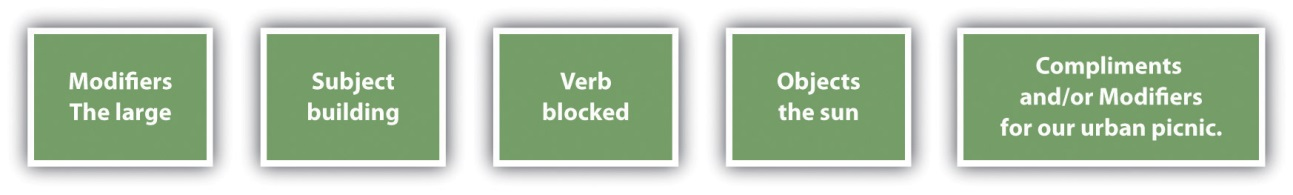 Modifiers
The large
Subject
building
Verb
blocked
Objects
the sun
Compliments
and/or Modifiers
for our urban picnic.